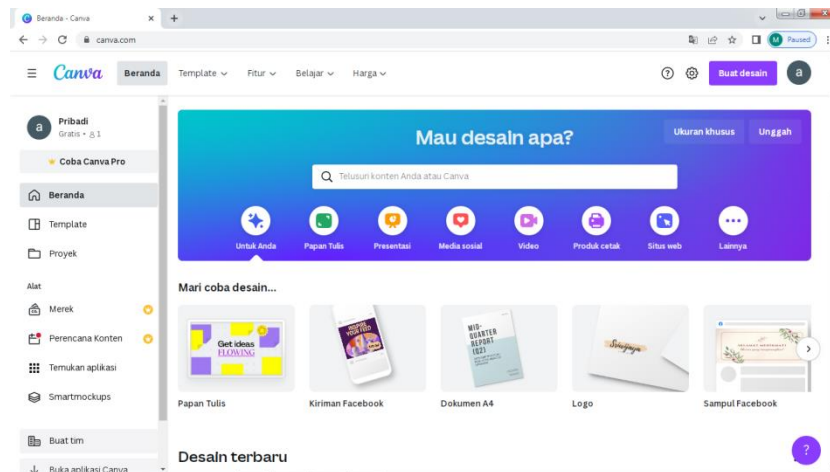 Beranda - Canva
canva.com
Paused
Canva
Beranda
Template
Fitur
Belajar
Harga
Buat desain
a
a
Pribadi
Gratis • 1
Coba Canva Pro
Beranda
Template
Proyek
Alat
Merek
Perencana Konten
Temukan aplikasi
Smartmockups
Buat tim
Buka aplikasi Canva
Mau desain apa?
Ukuran khusus
Unggah
Telusuri konten Anda atau Canva
Untuk Anda
Papan Tulis
Presentasi
Media sosial
Video
Produk cetak
Situs web
Lainnya
Mari coba desain...
Get ideas
FLOWING
MID-
QUARTER
REPORT
(Q2)
Papan Tulis
Kiriman Facebook
Dokumen A4
Logo
Sampul Facebook
Desain terbaru
?